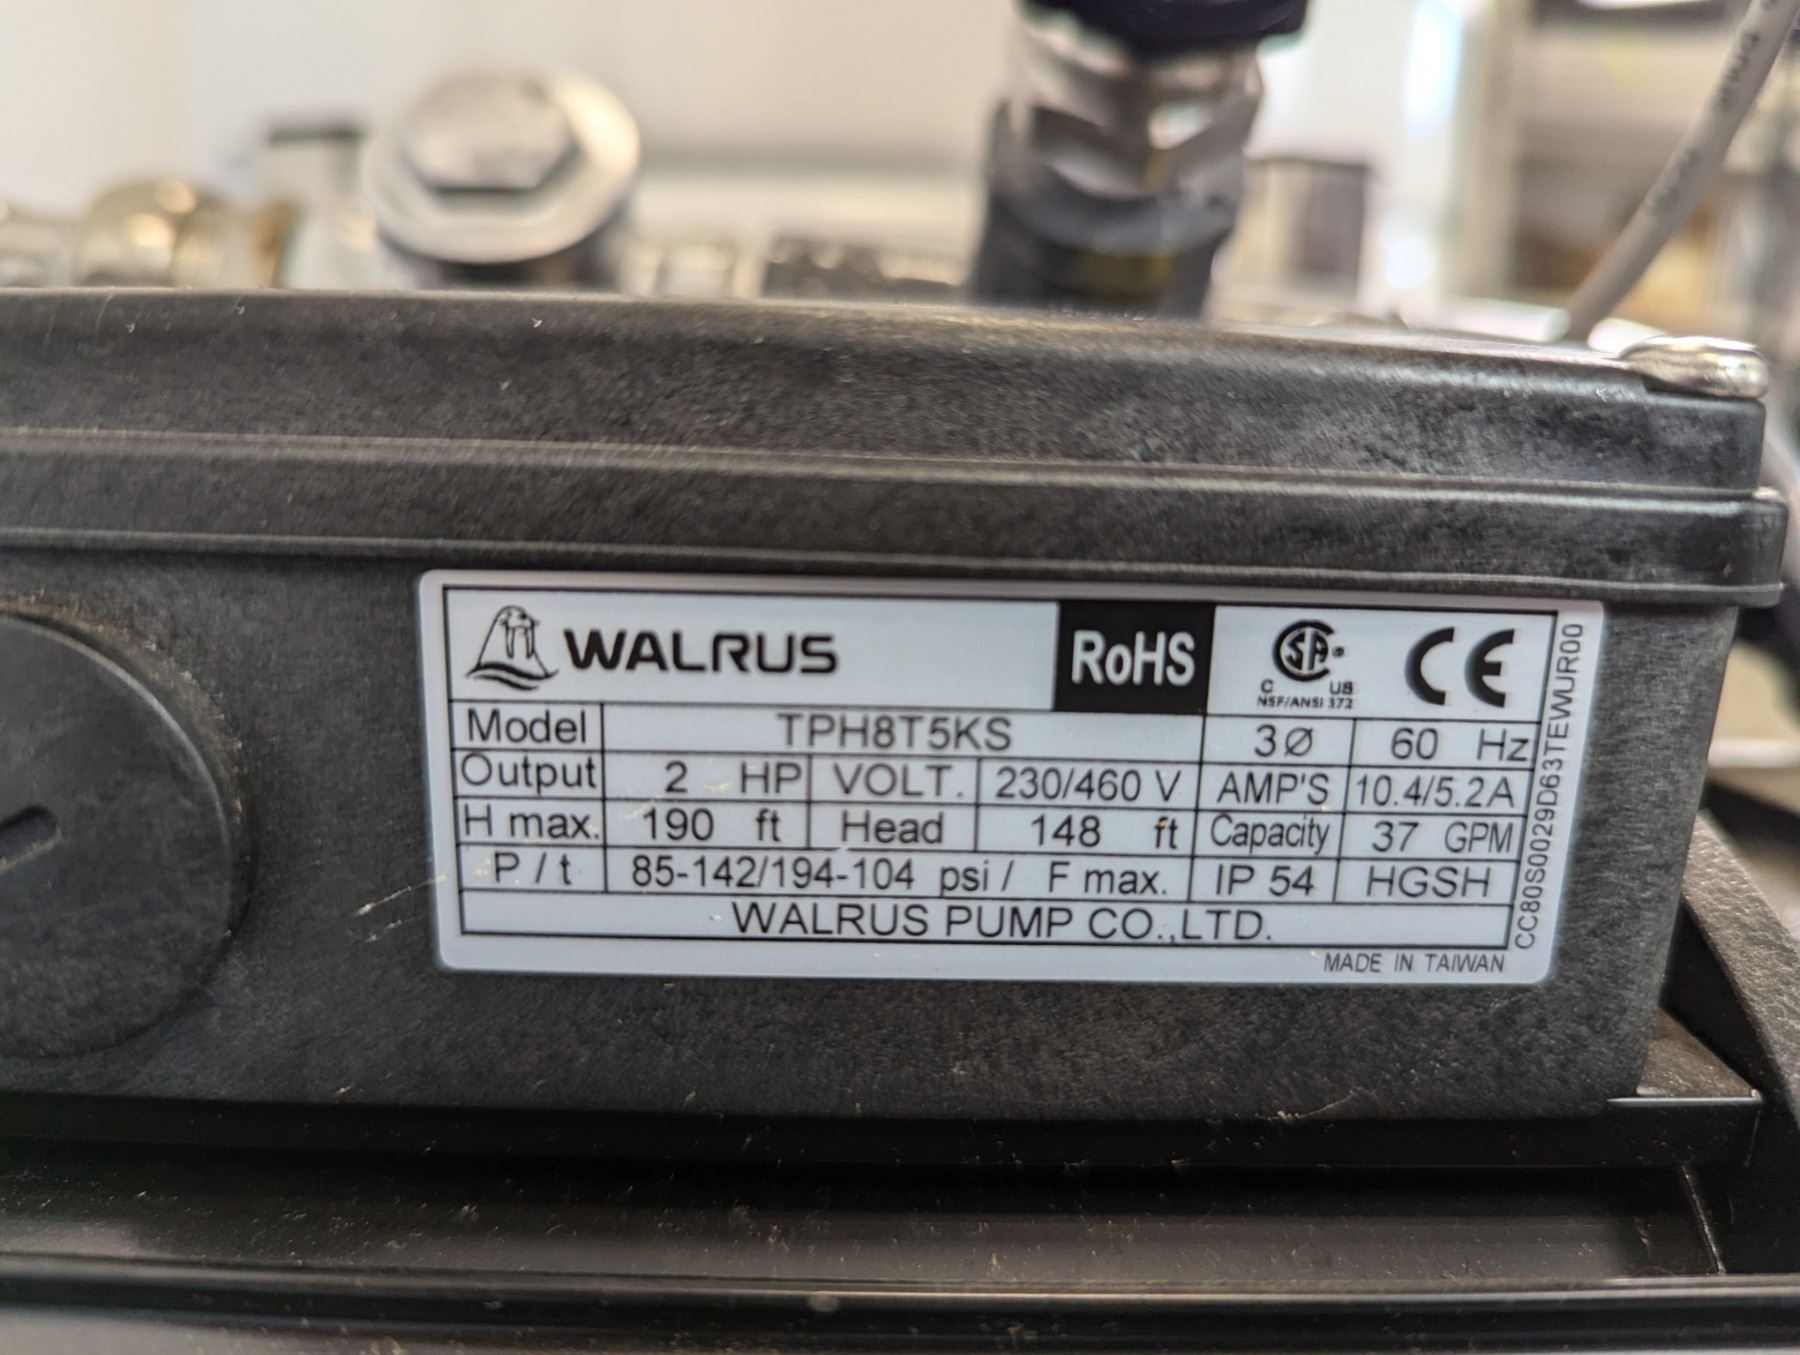 WALRUS RoHS CSA® CE
C US
NSF/ANSI 372
Model TPH8T5KS 3Ø 60 Hz
Output 2 HP VOLT. 230/460 V AMP'S 10.4/5.2A
H max. 190 ft Head 148 ft Capacity 37 GPM
P / t 85-142/194-104 psi / F max. IP 54 HGSH
WALRUS PUMP CO.,LTD.
MADE IN TAIWAN
CC80S0029D63TEWUR00